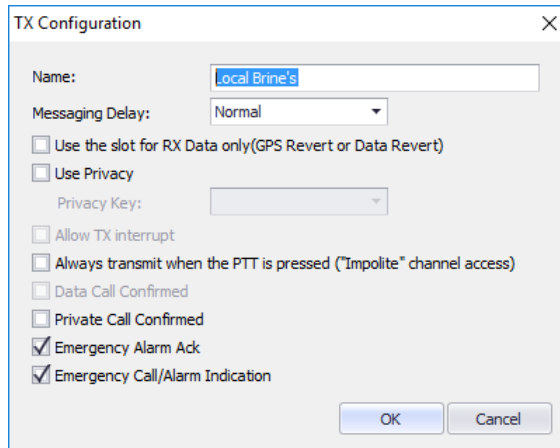 TX Configuration
Name: Local Brine's
Messaging Delay: Normal
Use the slot for RX Data only(GPS Revert or Data Revert)
Use Privacy
Privacy Key:
Allow TX interrupt
Always transmit when the PTT is pressed ("Impolite" channel access)
Data Call Confirmed
Private Call Confirmed
Emergency Alarm Ack
Emergency Call/Alarm Indication
OK Cancel